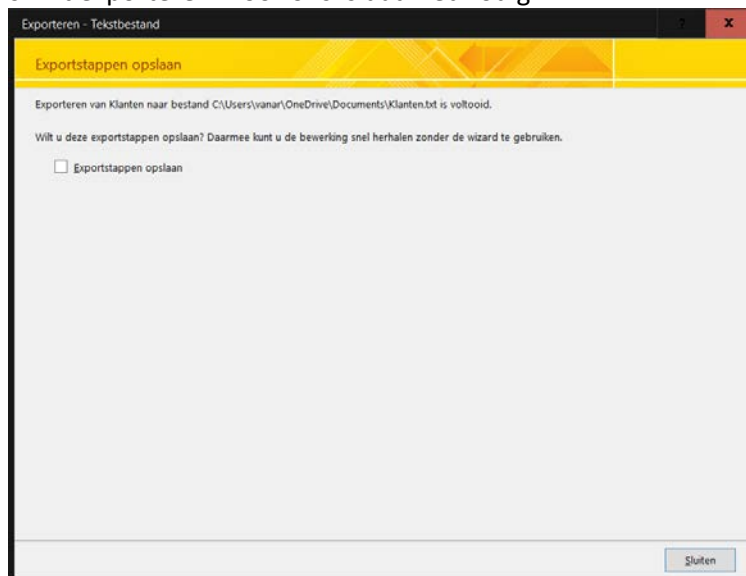 Exporteren - Tekstbestand ? X
Exportstappen opslaan
Exporteren van Klanten naar bestand C:\Users\vanar\OneDrive\Documents\Klanten.txt is voltooid.
Wilt u deze exportstappen opslaan? Daarmee kunt u de bewerking snel herhalen zonder de wizard te gebruiken.
Exportstappen opslaan
Sluiten